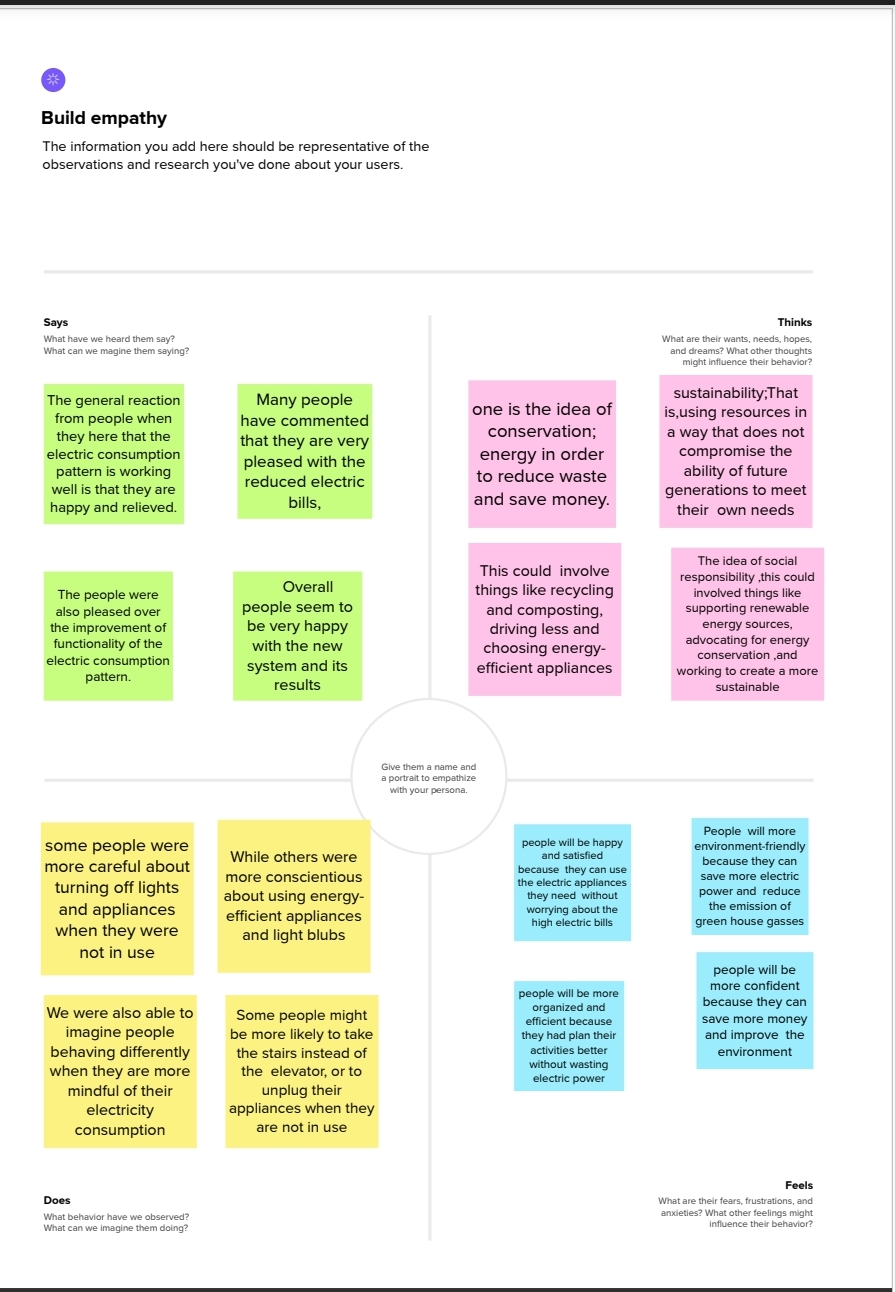 Build empathy
The information you add here should be representative of the
observations and research you've done about your users.
Says
What have we heard them say?
What can we magine them saying?
The general reaction
from people when
they here that the
electric consumption
pattern is working
well is that they are
happy and relieved.
Many people
have commented
that they are very
pleased with the
reduced electric
bills,
The people were
also pleased over
the improvement of
functionality of the
electric consumption
pattern.
Overall
people seem to
be very happy
with the new
system and its
results
Thinks
What are their wants, needs, hopes,
and dreams? What other thoughts
might influence their behavior?
one is the idea of
conservation;
energy in order
to reduce waste
and save money.
sustainability;That
is,using resources in
a way that does not
compromise the
ability of future
generations to meet
their own needs
This could involve
things like recycling
and composting,
driving less and
choosing energy-
efficient appliances
The idea of social
responsibility ,this could
involved things like
supporting renewable
energy sources,
advocating for energy
conservation ,and
working to create a more
sustainable
Give them a name and
a portrait to empathize
with your persona.
some people were
more careful about
turning off lights
and appliances
when they were
not in use
While others were
more conscientious
about using energy-
efficient appliances
and light blubs
We were also able to
imagine people
behaving differently
when they are more
mindful of their
electricity
consumption
Some people might
be more likely to take
the stairs instead of
the elevator, or to
unplug their
appliances when they
are not in use
Does
What behavior have we observed?
What can we imagine them doing?
people will be happy
and satisfied
because they can use
the electric appliances
they need without
worrying about the
high electric bills
People will more
environment-friendly
because they can
save more electric
power and reduce
the emission of
green house gasses
people will be more
organized and
efficient because
they had plan their
activities better
without wasting
electric power
people will be
more confident
because they can
save more money
and improve the
environment
Feels
What are their fears, frustrations, and
anxieties? What other feelings might
influence their behavior?